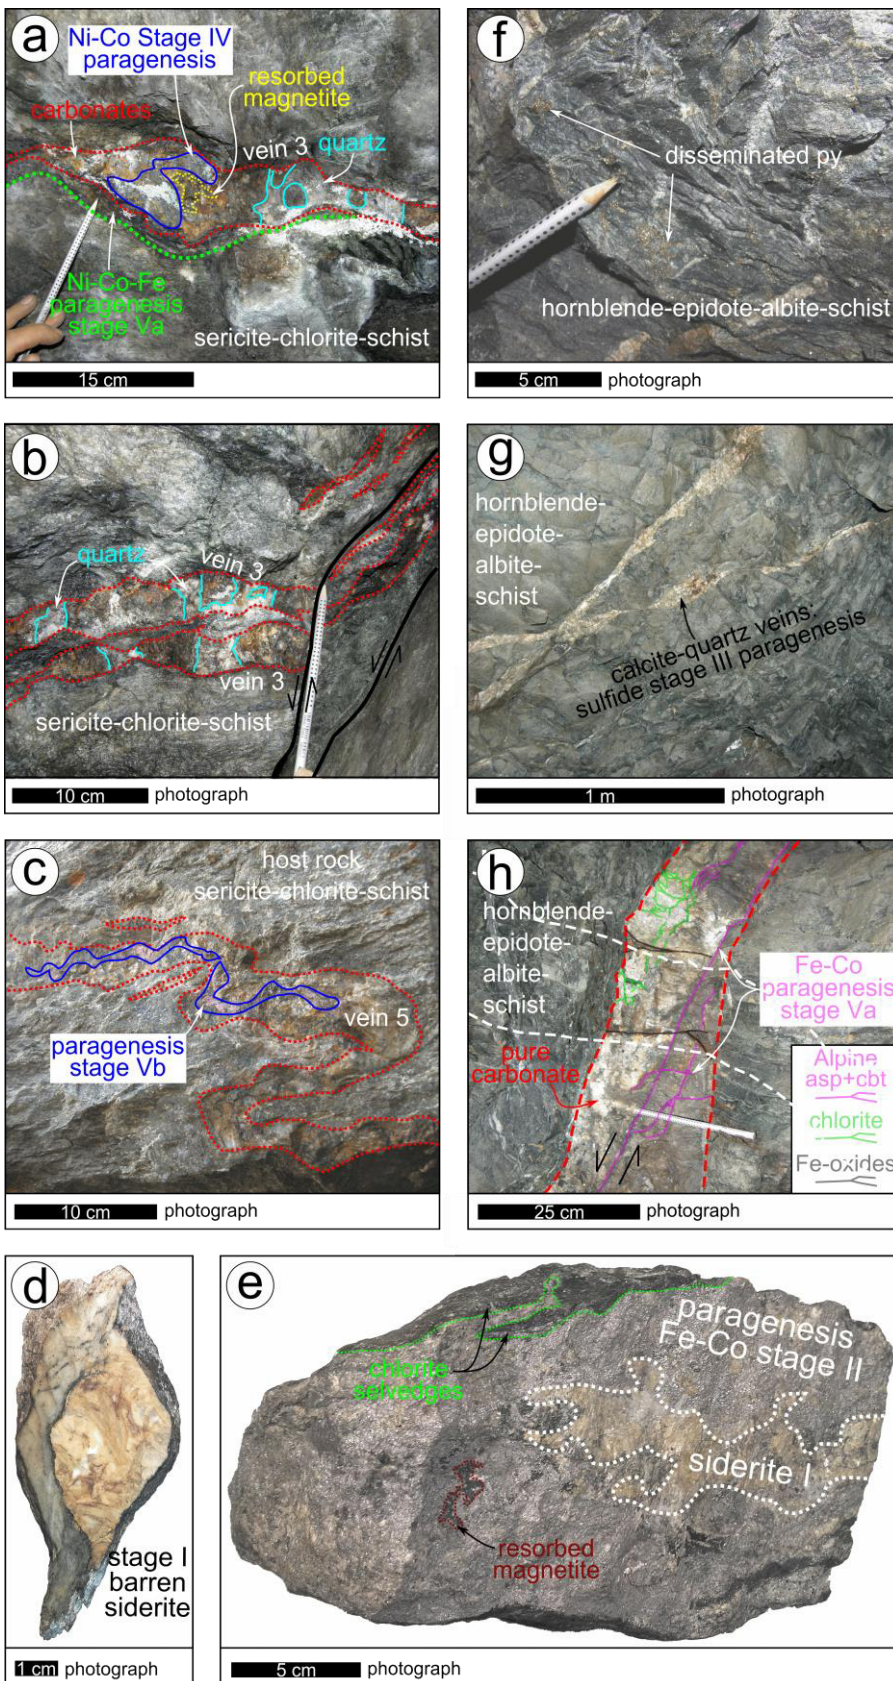 a
Ni-Co Stage IV
paragenesis
resorbed
magnetite
carbonates
vein 3
quartz
Ni-Co-Fe
paragenesis
stage Va
sericite-chlorite-schist
15 cm
f
disseminated py
hornblende-epidote-albite-schist
5 cm photograph
b
quartz
vein 3
vein 3
sericite-chlorite-schist
10 cm photograph
g
hornblende-
epidote-
albite-
schist
calcite-quartz veins:
sulfide stage III paragenesis
1 m photograph
c
host rock
sericite-chlorite-schist
vein 5
paragenesis
stage Vb
10 cm photograph
h
hornblende-
epidote-
albite-
schist
Fe-Co
paragenesis
stage Va
pure
carbonate
Alpine
asp+cbt
chlorite
Fe-oxides
25 cm photograph
d
stage I
barren
siderite
1 cm photograph
e
paragenesis
Fe-Co stage II
chlorite
selvedges
siderite I
resorbed
magnetite
5 cm photograph